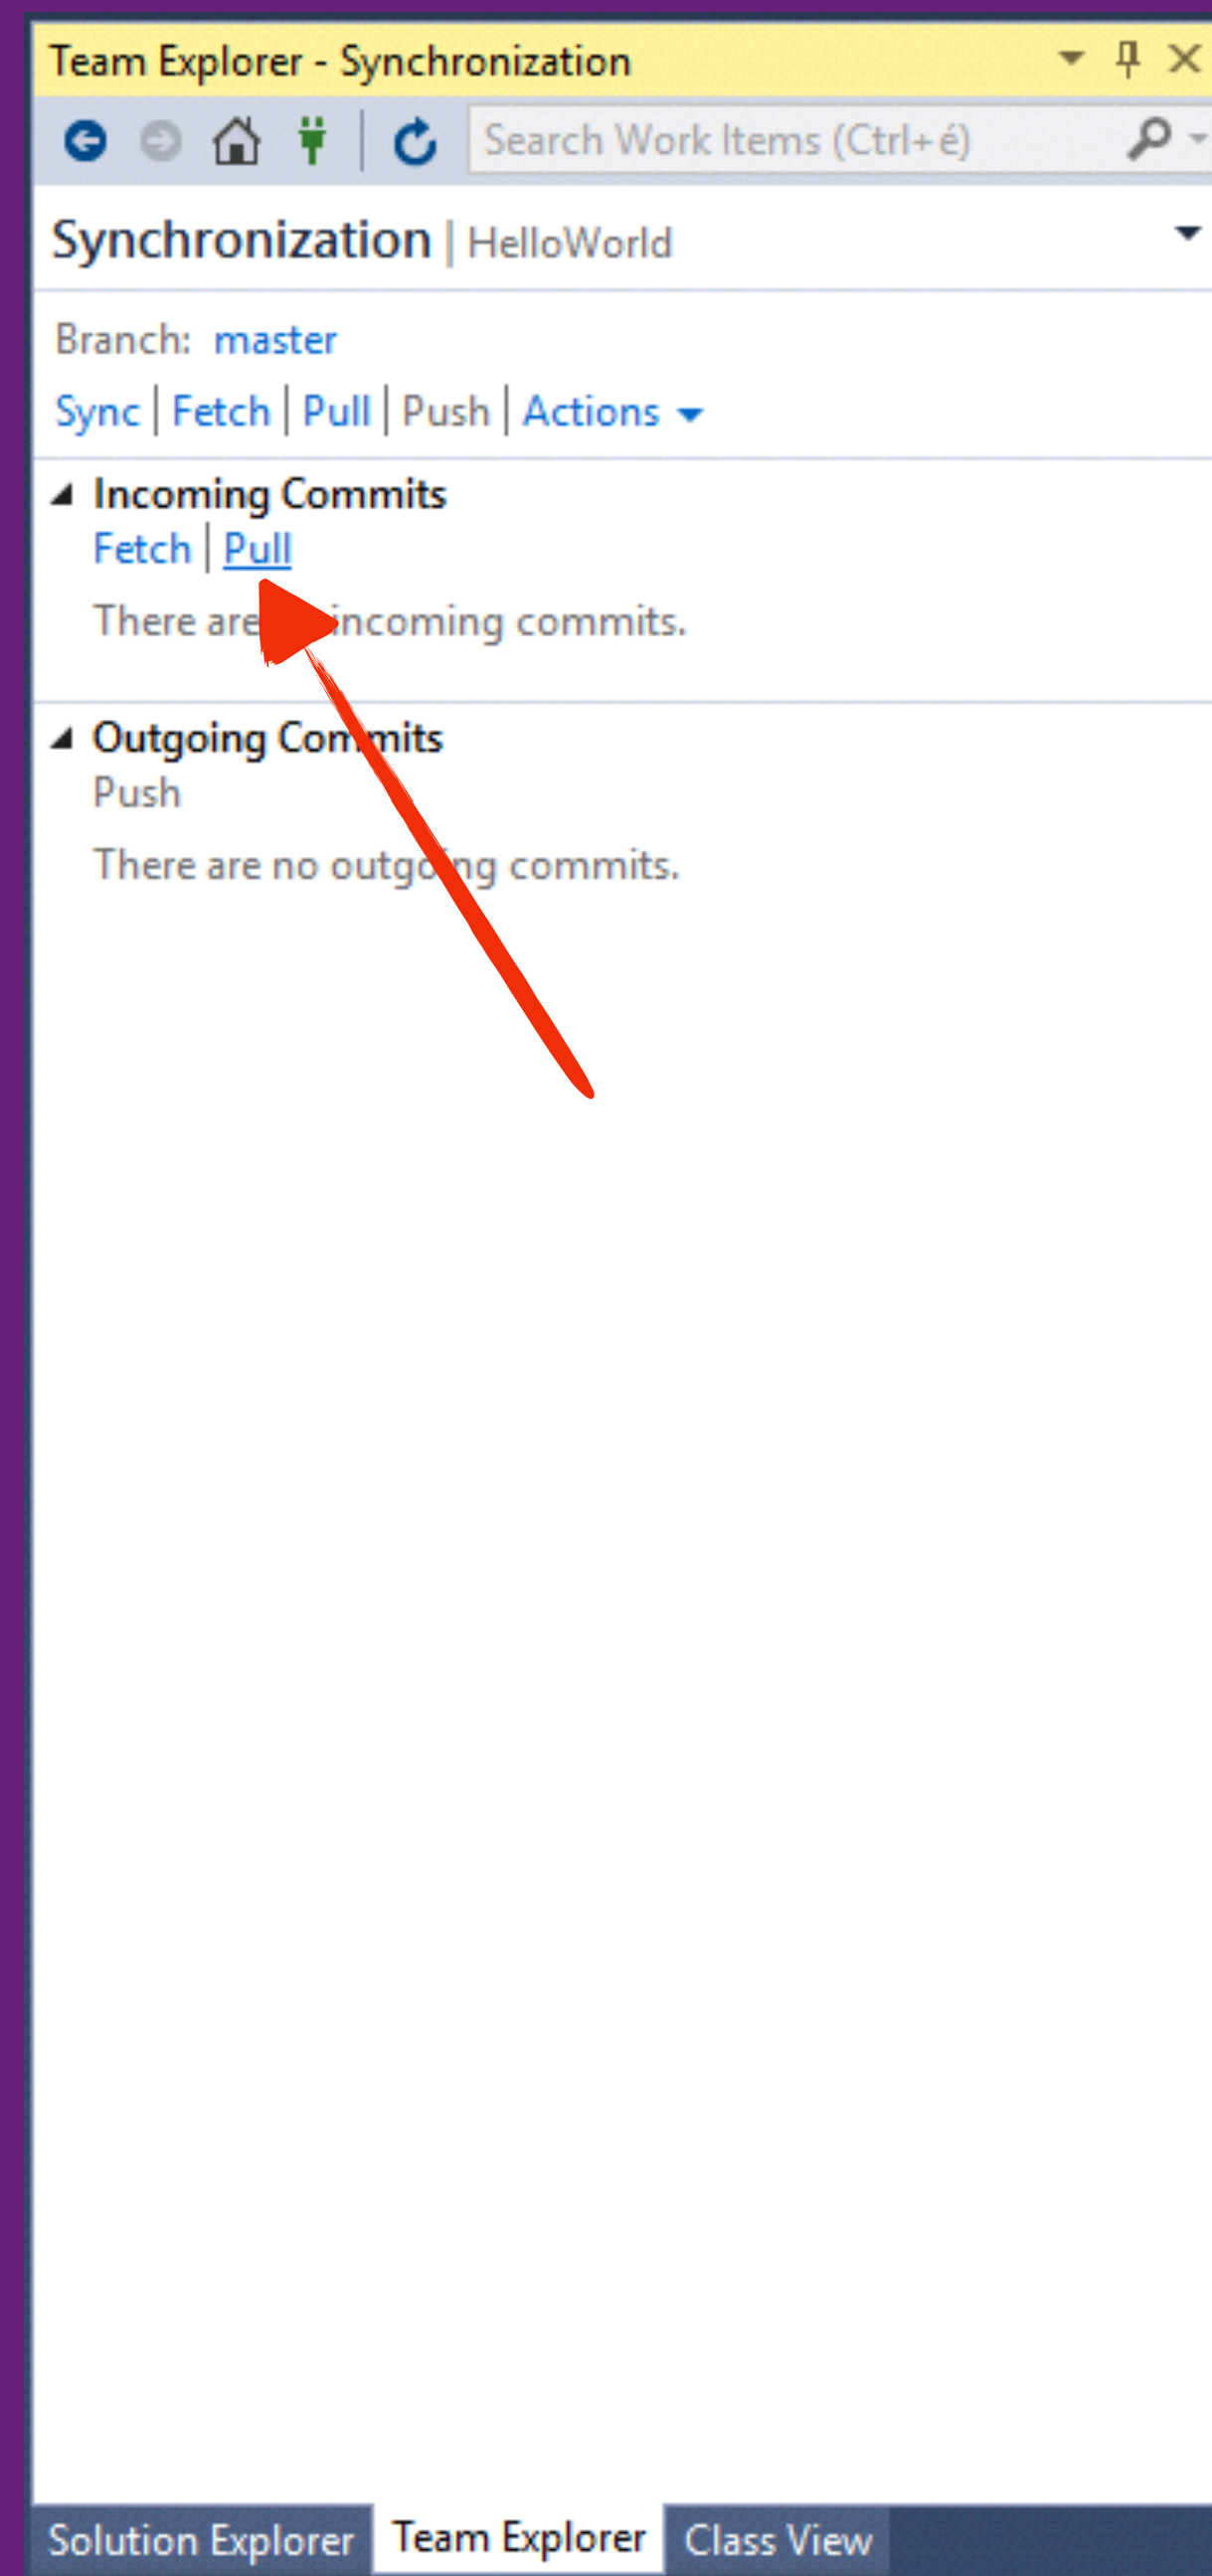 Team Explorer - Synchronization
Search Work Items (Ctrl+é)
Synchronization | HelloWorld
Branch: master
Sync | Fetch | Pull | Push | Actions
Incoming Commits
Fetch | Pull
There are incoming commits.
Outgoing Commits
Push
There are no outgoing commits.
Solution Explorer Team Explorer Class View